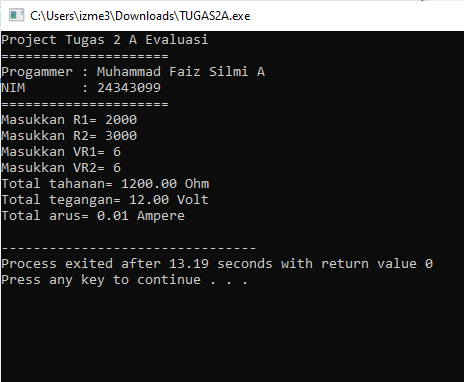 C:\Users\izme3\Downloads\TUGAS2A.exe
Project Tugas 2 A Evaluasi
=====================
Progammer : Muhammad Faiz Silmi A
NIM       : 24343099
=====================
Masukkan R1= 2000
Masukkan R2= 3000
Masukkan VR1= 6
Masukkan VR2= 6
Total tahanan= 1200.00 Ohm
Total tegangan= 12.00 Volt
Total arus= 0.01 Ampere
--------------------------------
Process exited after 13.19 seconds with return value 0
Press any key to continue . . .